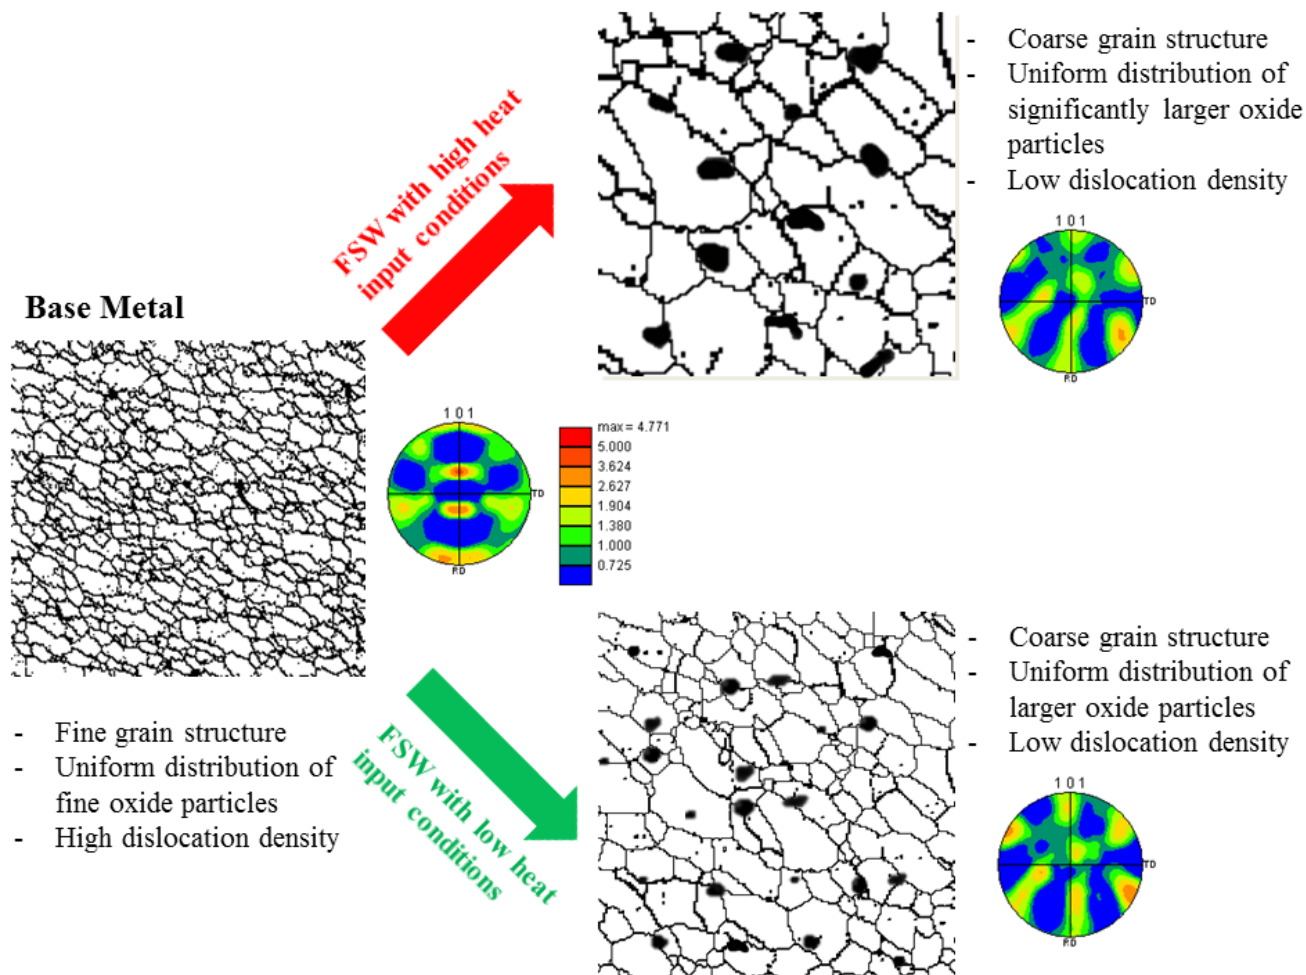 - Coarse grain structure
- Uniform distribution of
significantly larger oxide
particles
- Low dislocation density
FSW with high heat
input conditions
1 0 1
TD
RD
Base Metal
1 0 1
TD
RD
max = 4.771
5.000
3.624
2.627
1.904
1.380
1.000
0.725
- Fine grain structure
- Uniform distribution of
fine oxide particles
- High dislocation density
FSW with low heat
input conditions
- Coarse grain structure
- Uniform distribution of
larger oxide particles
- Low dislocation density
1 0 1
TD
RD